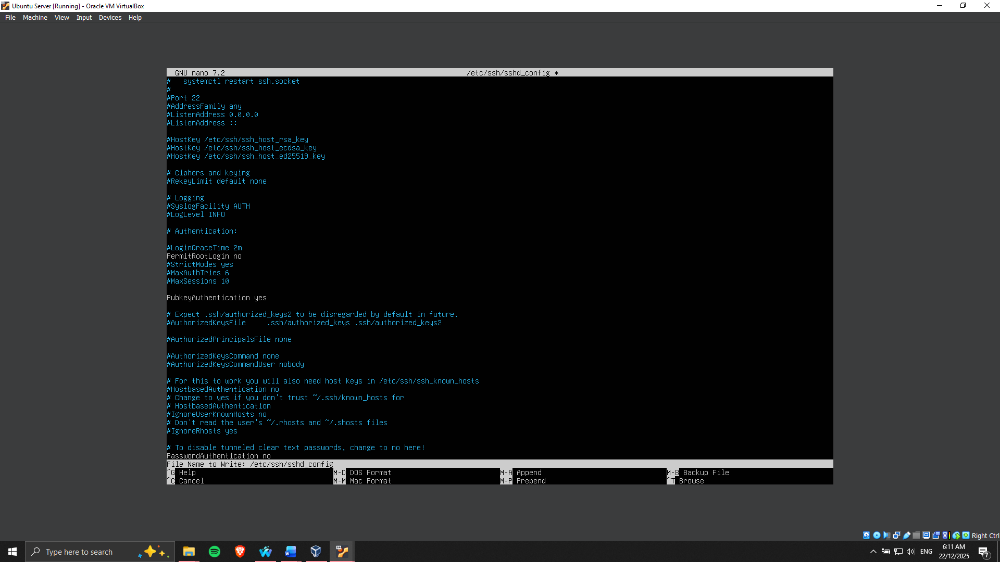 Ubuntu Server [Running] - Oracle VM VirtualBox
File Machine View Input Devices Help
GNU nano 7.2 /etc/ssh/sshd_config *
#   systemctl restart ssh.socket
#
#Port 22
#AddressFamily any
#ListenAddress 0.0.0.0
#ListenAddress ::
#HostKey /etc/ssh/ssh_host_rsa_key
#HostKey /etc/ssh/ssh_host_ecdsa_key
#HostKey /etc/ssh/ssh_host_ed25519_key
# Ciphers and keying
#RekeyLimit default none
# Logging
#SyslogFacility AUTH
#LogLevel INFO
# Authentication:
#LoginGraceTime 2m
PermitRootLogin no
#StrictModes yes
#MaxAuthTries 6
#MaxSessions 10
PubkeyAuthentication yes
# Expect .ssh/authorized_keys2 to be disregarded by default in future.
#AuthorizedKeysFile     .ssh/authorized_keys .ssh/authorized_keys2
#AuthorizedPrincipalsFile none
#AuthorizedKeysCommand none
#AuthorizedKeysCommandUser nobody
# For this to work you will also need host keys in /etc/ssh/ssh_known_hosts
#HostbasedAuthentication no
# Change to yes if you don't trust ~/.ssh/known_hosts for
# HostbasedAuthentication
#IgnoreUserKnownHosts no
# Don't read the user's ~/.rhosts and ~/.shosts files
#IgnoreRhosts yes
# To disable tunneled clear text passwords, change to no here!
PasswordAuthentication no
File Name to Write: /etc/ssh/sshd_config
^G Help M-D DOS Format M-A Append M-B Backup File
^C Cancel M-M Mac Format M-P Prepend ^T Browse
Right Ctrl
Type here to search
ENG
6:11 AM
22/12/2025
7